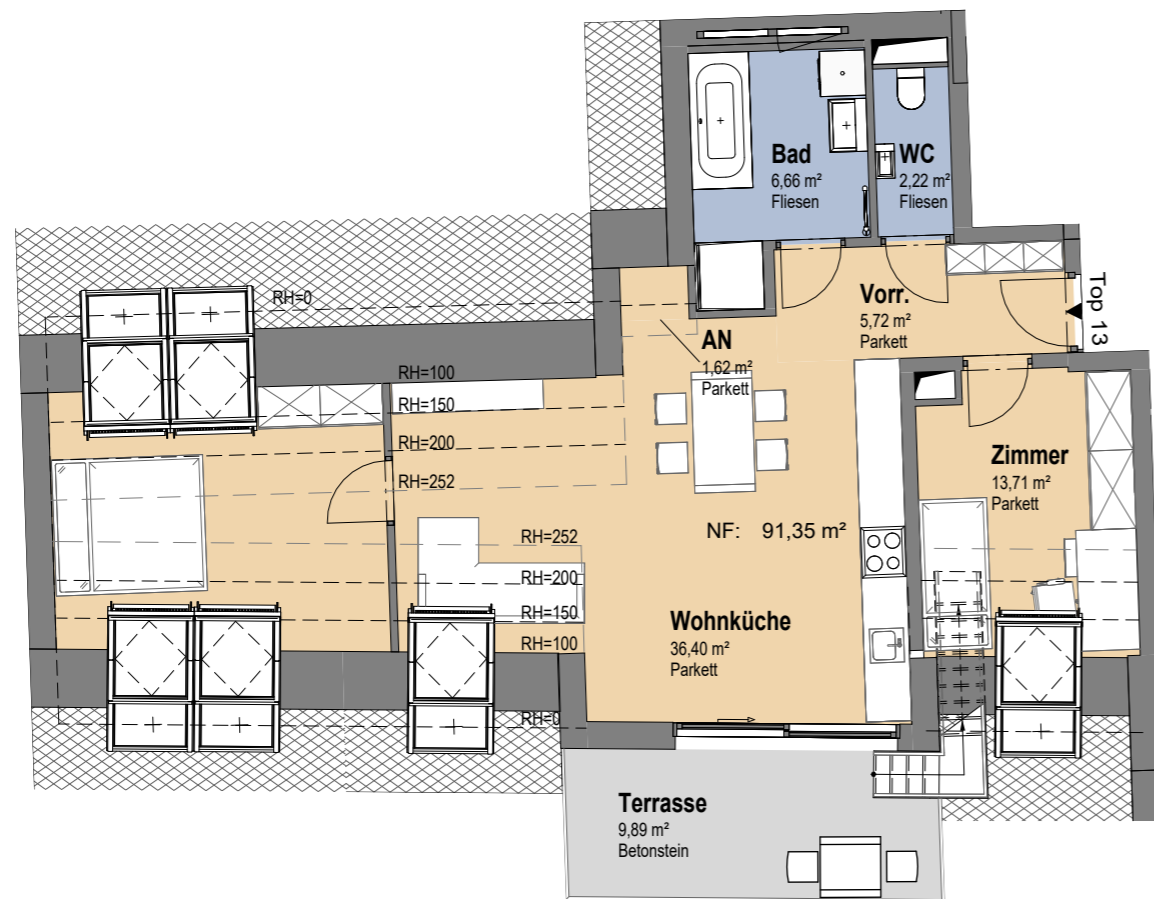 Bad
6,66 m²
Fliesen
WC
2,22 m²
Fliesen
Top 13
RH=0
Vorr.
5,72 m²
Parkett
AN
1,62 m²
Parkett
RH=100
RH=150
RH=200
RH=252
Zimmer
13,71 m²
Parkett
NF: 91,35 m²
RH=252
RH=200
RH=150
RH=100
RH=0
Wohnküche
36,40 m²
Parkett
Terrasse
9,89 m²
Betonstein